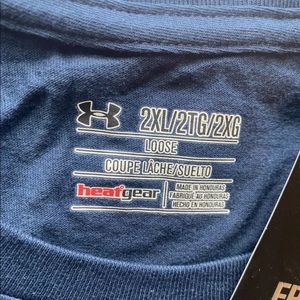 2XL/2TG/2XG
LOOSE
COUPE LÂCHE/SUELTO
heatgear
MADE IN HONDURAS
FABRIQUÉ AU HONDURAS
HECHO EN HONDURAS